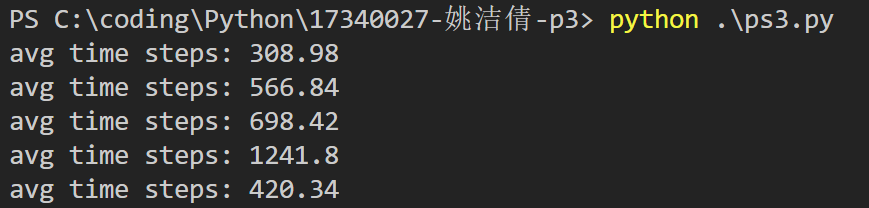 PS C:\coding\Python\17340027-姚洁倩-p3> python .\ps3.py
avg time steps: 308.98
avg time steps: 566.84
avg time steps: 698.42
avg time steps: 1241.8
avg time steps: 420.34